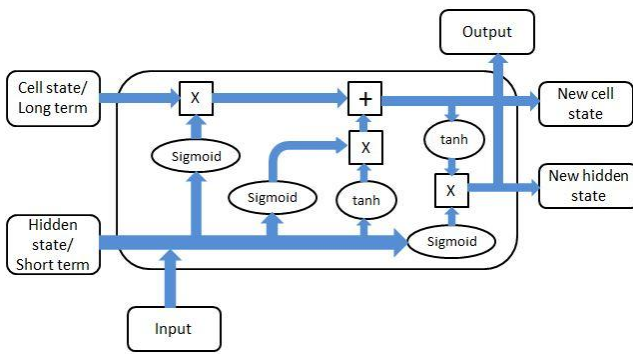 Output
Cell state/
Long term
X
+
New cell
state
Sigmoid
X
tanh
Sigmoid
tanh
X
New hidden
state
Hidden
state/
Short term
Sigmoid
Input